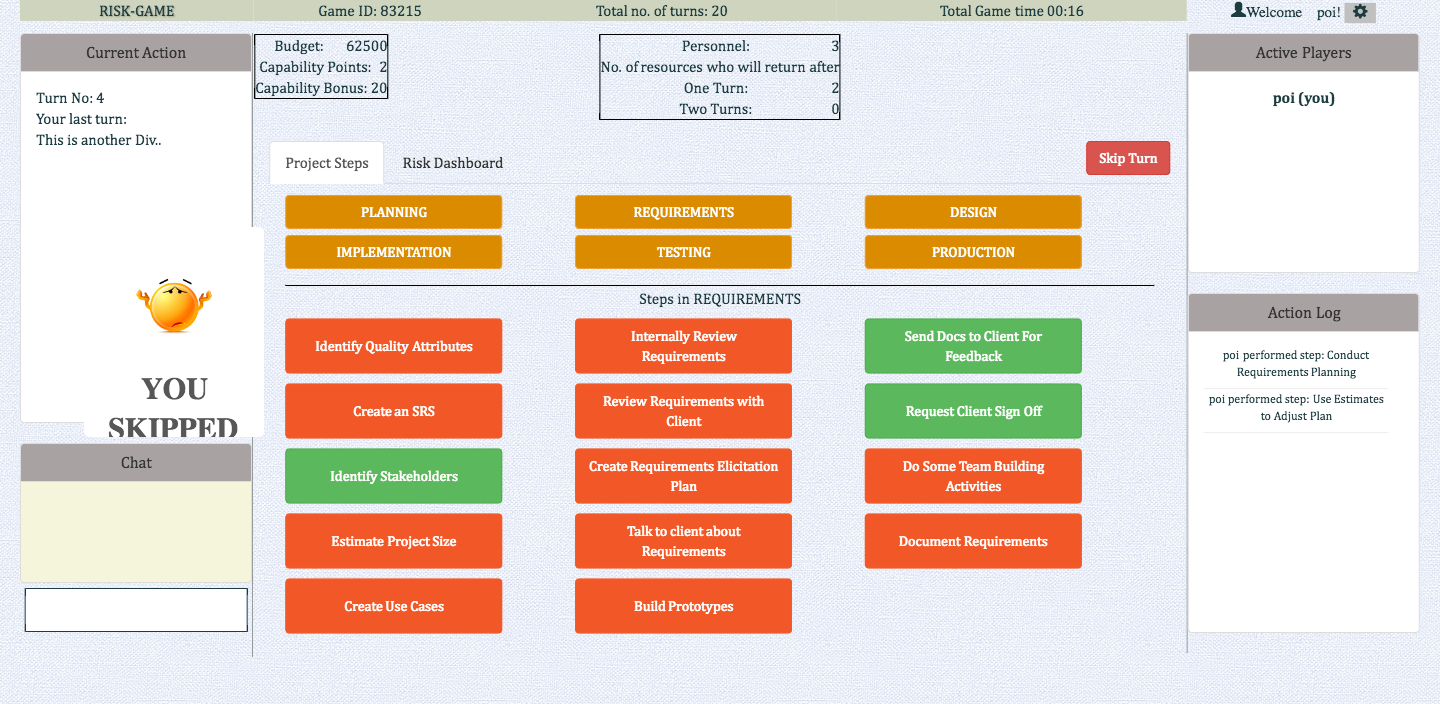 RISK-GAME
Game ID: 83215
Total no. of turns: 20
Total Game time 00:16
Welcome poi!
Current Action
Turn No: 4
Your last turn:
This is another Div..
YOU
SKIPPED
Chat
Budget: 62500
Capability Points: 2
Capability Bonus: 20
Personnel: 3
No. of resources who will return after
One Turn: 2
Two Turns: 0
Project Steps
Risk Dashboard
Skip Turn
PLANNING
REQUIREMENTS
DESIGN
IMPLEMENTATION
TESTING
PRODUCTION
Steps in REQUIREMENTS
Identify Quality Attributes
Internally Review
Requirements
Send Docs to Client For
Feedback
Create an SRS
Review Requirements with
Client
Request Client Sign Off
Identify Stakeholders
Create Requirements Elicitation
Plan
Do Some Team Building
Activities
Estimate Project Size
Talk to client about
Requirements
Document Requirements
Create Use Cases
Build Prototypes
Active Players
poi (you)
Action Log
poi performed step: Conduct
Requirements Planning
poi performed step: Use Estimates
to Adjust Plan